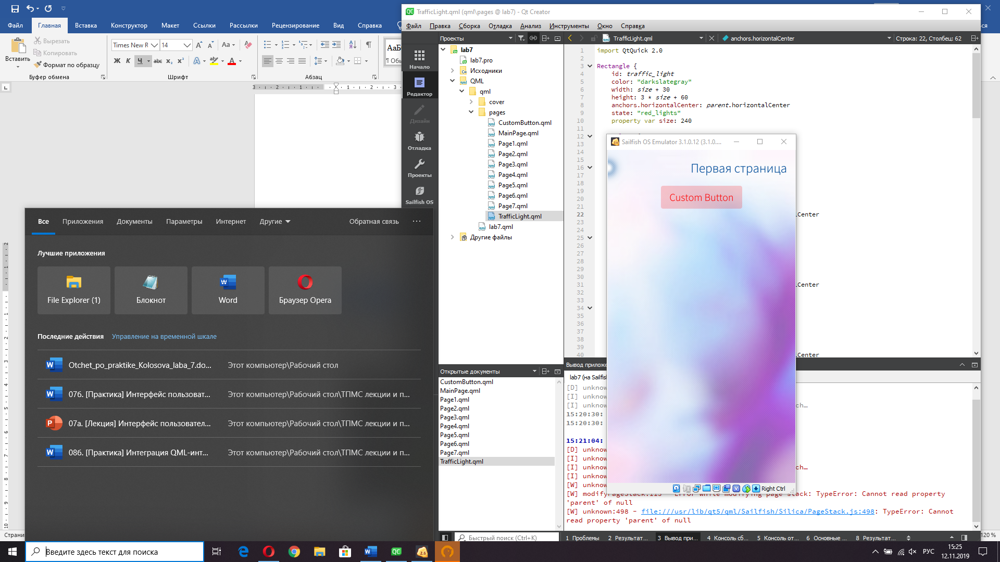 Файл
Главная
Вставка
Конструктор
Макет
Ссылки
Рассылки
Рецензирование
Вид
Справка
Вставить
Вырезать
Копировать
Формат по образцу
Буфер обмена
Times New R
14
Aa
Ж К Ч abc x₂ x²
Шрифт
Абзац
АаБб
¶ Обы
TrafficLight.qml (qml\pages @ lab7) - Qt Creator
Файл Правка Сборка Отладка Анализ Инструменты Окно Справка
Проекты
TrafficLight.qml
anchors.horizontalCenter
Строка: 22, Столбец: 62
Начало
Редактор
Дизайн
Отладка
Проекты
Sailfish OS
lab7
lab7.pro
Исходники
QML
qml
cover
pages
CustomButton.qml
MainPage.qml
Page1.qml
Page2.qml
Page3.qml
Page4.qml
Page5.qml
Page6.qml
Page7.qml
TrafficLight.qml
lab7.qml
Другие файлы
1 import QtQuick 2.0
2
3 Rectangle {
4 id: traffic_light
5 color: "darkslategray"
6 width: size + 30
7 height: 3 * size + 60
8 anchors.horizontalCenter: parent.horizontalCenter
9 state: "red_lights"
10 property var size: 240
11
12
13
14
15
16
17
18
19
20
21
22 Center
23
24
25
26
27
28
29
30
31 Center
32
33
34
35
36
37
38
39
40 Center
Sailfish OS Emulator 3.1.0.12 (3.1.0....
Первая страница
Custom Button
Right Ctrl
Открытые документы
CustomButton.qml
MainPage.qml
Page1.qml
Page2.qml
Page3.qml
Page4.qml
Page5.qml
Page6.qml
Page7.qml
TrafficLight.qml
Вывод приложе
lab7 (на Sailfis
[D] unknow
[I] unknow
[I] unknow ch…
15:20:30:
15:20:30:
15:21:04:
[D] unknow
[I] unknow
[I] unknow ch…
[I] unknow
[W] unknow
[W] modifyPageStack:113 - Error while modifying page stack: TypeError: Cannot read property
'parent' of null
[W] unknown:498 - file:///usr/lib/qt5/qml/Sailfish/Silica/PageStack.js:498: TypeError: Cannot
read property 'parent' of null
Быстрый поиск (Ctrl+K)
1 Проблемы
2 Результат...
3 Вывод при...
4 Консоль сб...
5 Консоль от...
6 Основные ...
8 Результат...
Все
Приложения
Документы
Параметры
Интернет
Другие
Обратная связь
Лучшие приложения
File Explorer (1)
Блокнот
Word
Браузер Opera
Последние действия
Управление на временной шкале
Otchet_po_praktike_Kolosova_laba_7.do...
Этот компьютер\Рабочий стол
07б. [Практика] Интерфейс пользоват...
Этот компьютер\Рабочий стол\ТПМС лекции и п...
07а. [Лекция] Интерфейс пользовател...
Этот компьютер\Рабочий стол\ТПМС лекции и п...
08б. [Практика] Интеграция QML-инт...
Этот компьютер\Рабочий стол\ТПМС лекции и п...
Страни
120 %
Введите здесь текст для поиска
РУС
15:25
12.11.2019